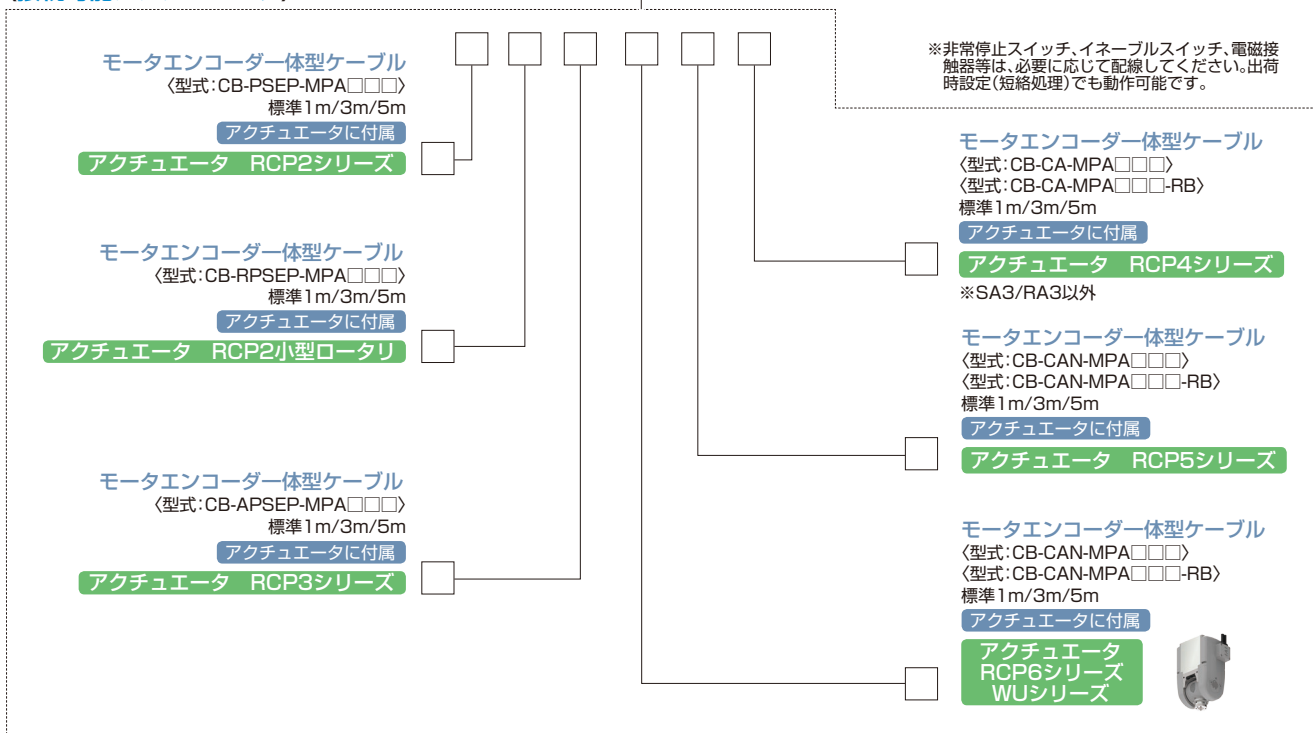 ※非常停止スイッチ、イネーブルスイッチ、電磁接
触器等は、必要に応じて配線してください。出荷
時設定(短絡処理)でも動作可能です。
モータエンコーダ一体型ケーブル
〈型式:CB-PSEP-MPA□□□〉
標準1m/3m/5m
アクチュエータに付属
アクチュエータ　RCP2シリーズ
モータエンコーダ一体型ケーブル
〈型式:CB-RPSEP-MPA□□□〉
標準1m/3m/5m
アクチュエータに付属
アクチュエータ　RCP2小型ロータリ
モータエンコーダ一体型ケーブル
〈型式:CB-APSEP-MPA□□□〉
標準1m/3m/5m
アクチュエータに付属
アクチュエータ　RCP3シリーズ
モータエンコーダ一体型ケーブル
〈型式:CB-CA-MPA□□□〉
〈型式:CB-CA-MPA□□□-RB〉
標準1m/3m/5m
アクチュエータに付属
アクチュエータ　RCP4シリーズ
※SA3/RA3以外
モータエンコーダ一体型ケーブル
〈型式:CB-CAN-MPA□□□〉
〈型式:CB-CAN-MPA□□□-RB〉
標準1m/3m/5m
アクチュエータに付属
アクチュエータ　RCP5シリーズ
モータエンコーダ一体型ケーブル
〈型式:CB-CAN-MPA□□□〉
〈型式:CB-CAN-MPA□□□-RB〉
標準1m/3m/5m
アクチュエータに付属
アクチュエータ
RCP6シリーズ
WUシリーズ